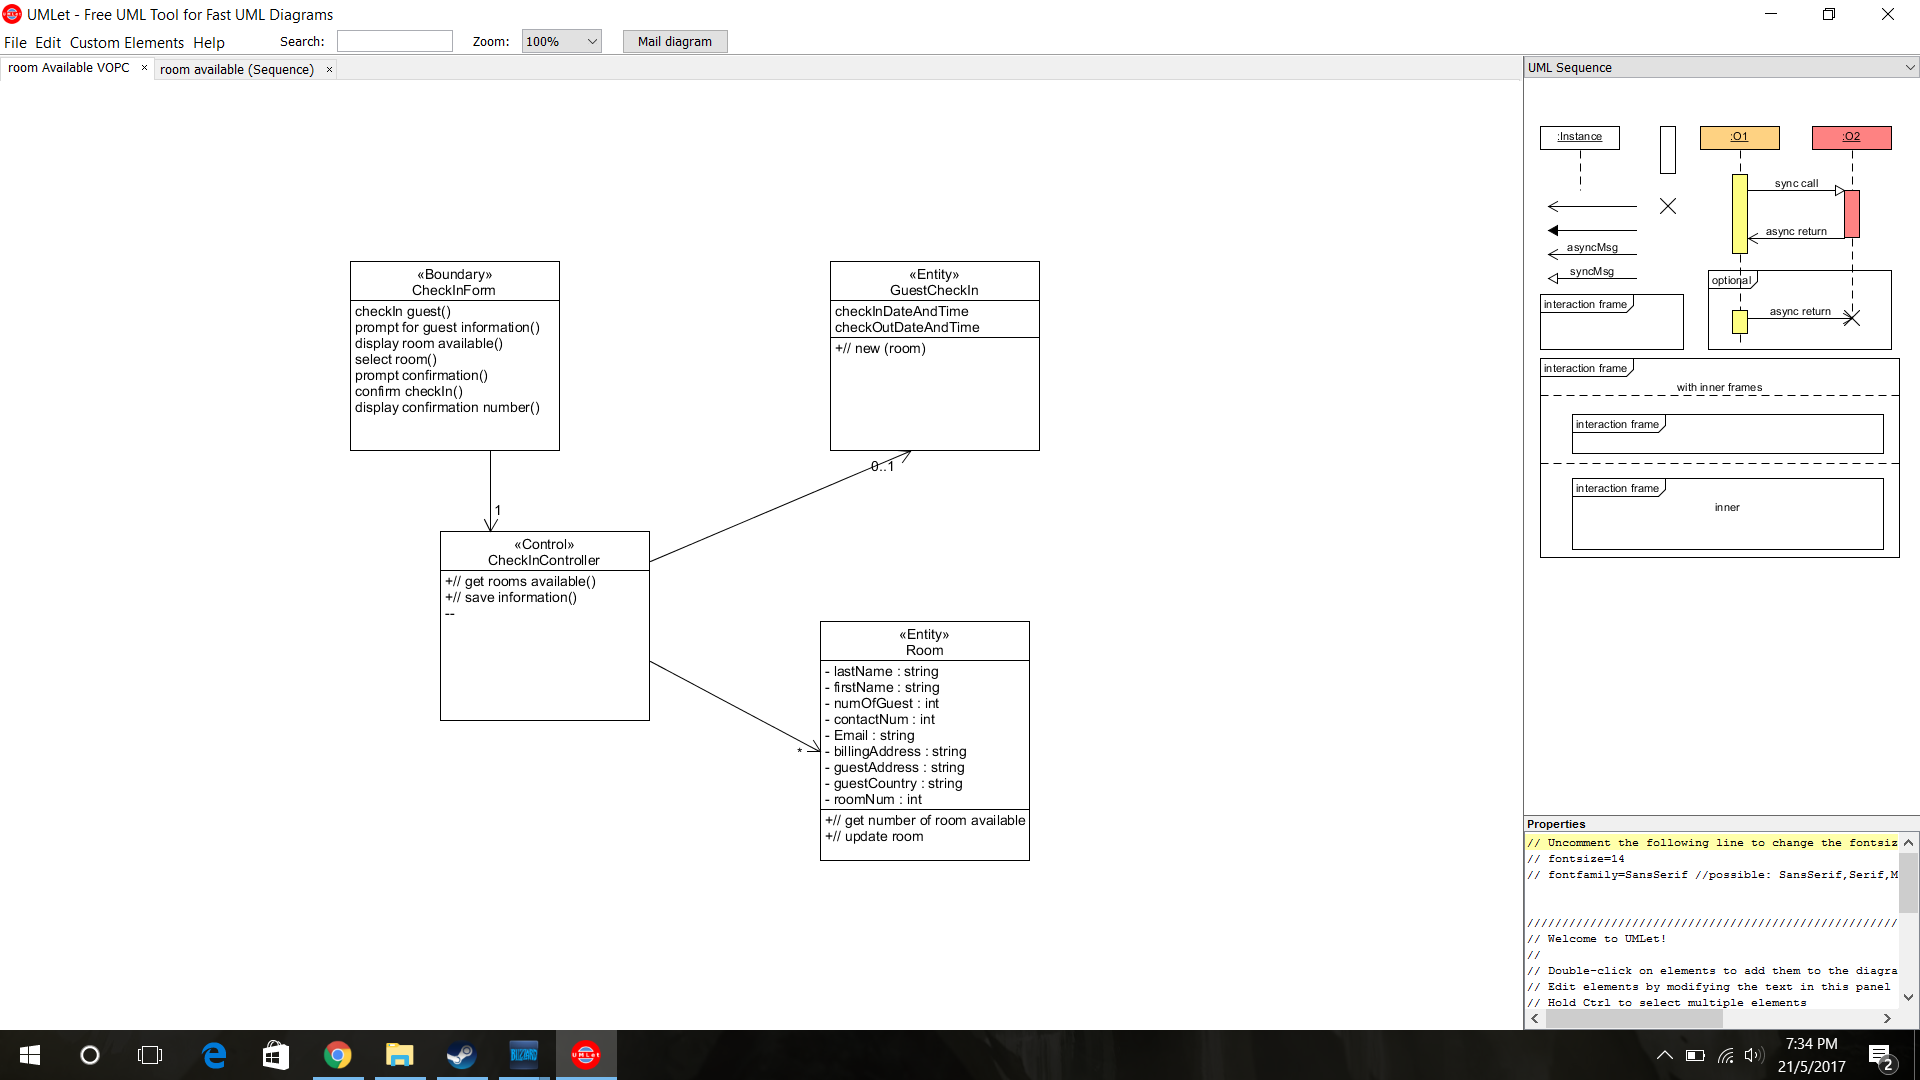 UMLet - Free UML Tool for Fast UML Diagrams
File Edit Custom Elements Help Search: Zoom: 100% Mail diagram
room Available VOPC × room available (Sequence) ×
«Boundary»
CheckInForm
checkIn guest()
prompt for guest information()
display room available()
select room()
prompt confirmation()
confirm checkIn()
display confirmation number()
«Entity»
GuestCheckIn
checkInDateAndTime
checkOutDateAndTime
+// new (room)
0..1
1
«Control»
CheckInController
+// get rooms available()
+// save information()
--
*
«Entity»
Room
- lastName : string
- firstName : string
- numOfGuest : int
- contactNum : int
- Email : string
- billingAddress : string
- guestAddress : string
- guestCountry : string
- roomNum : int
+// get number of room available
+// update room
UML Sequence
:Instance
:O1
:O2
sync call
async return
asyncMsg
syncMsg
optional
async return
interaction frame
interaction frame
with inner frames
interaction frame
interaction frame
inner
Properties
// Uncomment the following line to change the fontsiz
// fontsize=14
// fontfamily=SansSerif //possible: SansSerif,Serif,M
/////////////////////////////////////////////////////
// Welcome to UMLet!
//
// Double-click on elements to add them to the diagra
// Edit elements by modifying the text in this panel
// Hold Ctrl to select multiple elements
BLIZZARD
UMLet
7:34 PM
21/5/2017
2